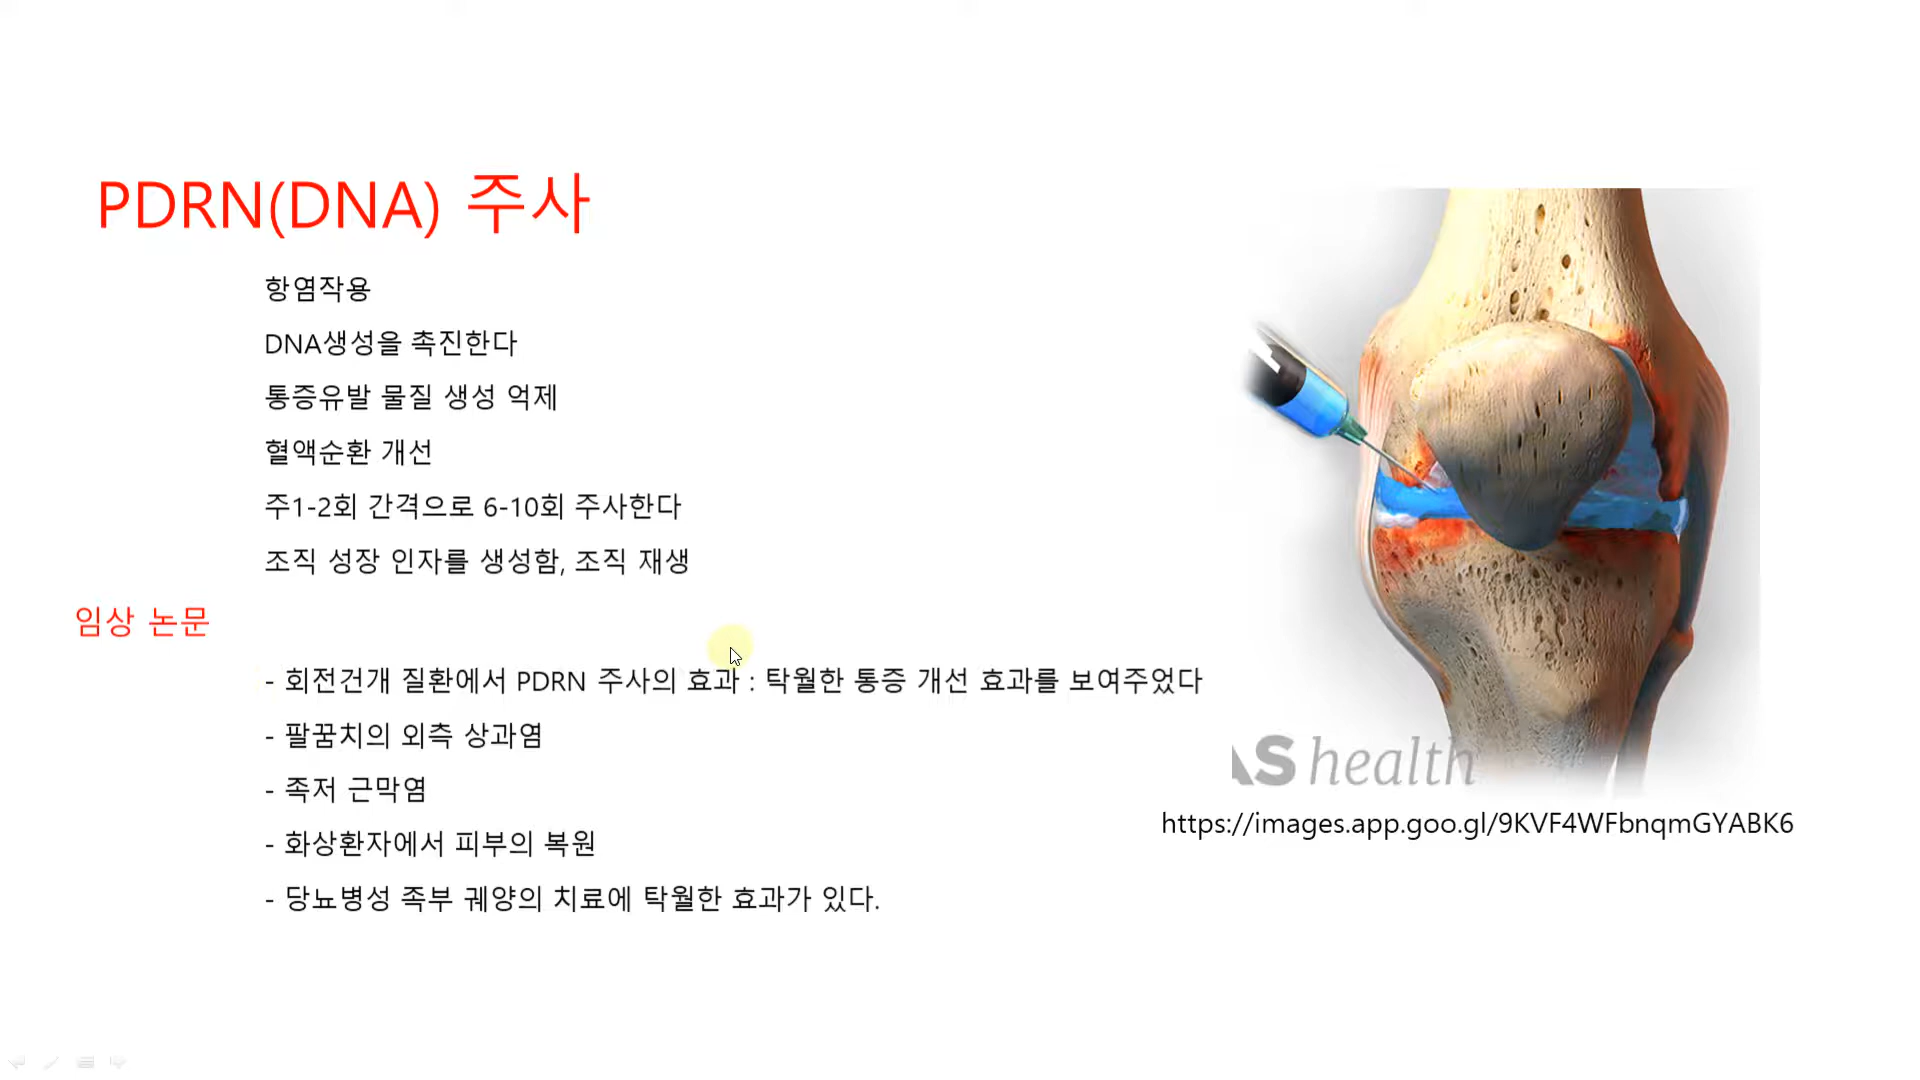 PDRN(DNA) 주사
항염작용
DNA생성을 촉진한다
통증유발 물질 생성 억제
혈액순환 개선
주1-2회 간격으로 6-10회 주사한다
조직 성장 인자를 생성함, 조직 재생
임상 논문
- 회전건개 질환에서 PDRN 주사의 효과 : 탁월한 통증 개선 효과를 보여주었다
- 팔꿈치의 외측 상과염
- 족저 근막염
- 화상환자에서 피부의 복원
- 당뇨병성 족부 궤양의 치료에 탁월한 효과가 있다.
AS health
https://images.app.goo.gl/9KVF4WFbnqmGYABK6